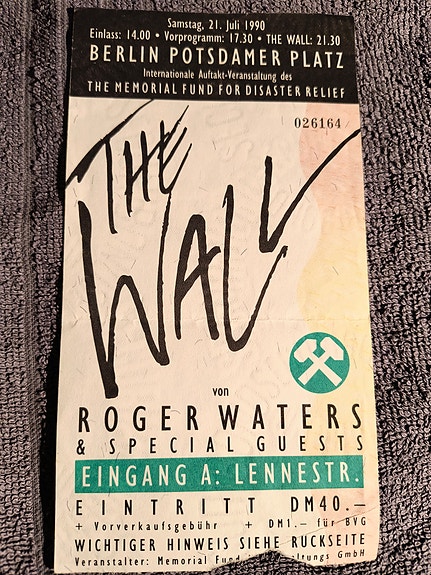 Samstag, 21. Juli 1990
Einlass: 14.00 • Vorprogramm: 17.30 • THE WALL: 21.30
BERLIN POTSDAMER PLATZ
Internationale Auftakt-Veranstaltung des
THE MEMORIAL FUND FOR DISASTER RELIEF
026164
THE
WALL
von
ROGER WATERS
& SPECIAL GUESTS
EINGANG A: LENNESTR.
EINTRITT DM40.–
+ Vorverkaufsgebühr + DM1.– für BVG
WICHTIGER HINWEIS SIEHE RÜCKSEITE
Veranstalter: Memorial Fund GmbH